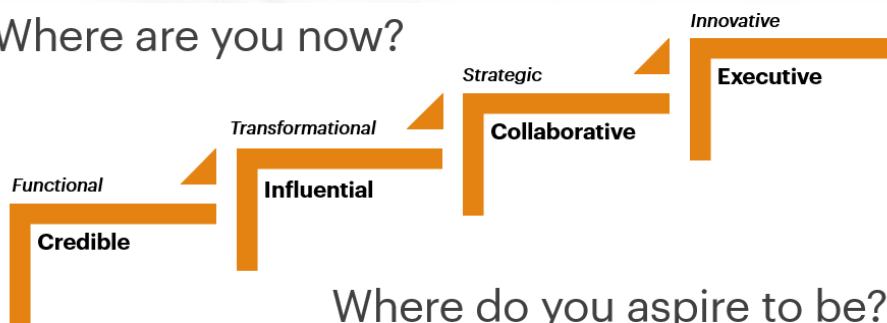 Where are you now?
Innovative
Executive
Strategic
Collaborative
Transformational
Influential
Functional
Credible
Where do you aspire to be?